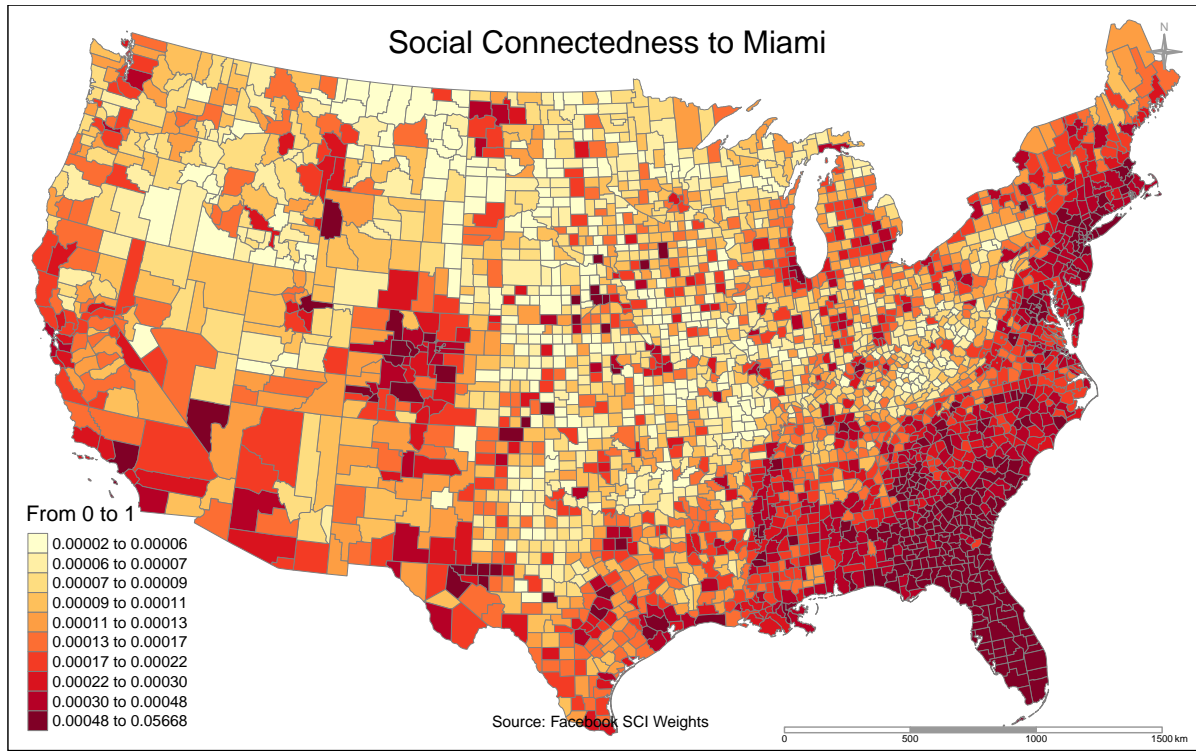 Social Connectedness to Miami
N
From 0 to 1
0.00002 to 0.00006
0.00006 to 0.00007
0.00007 to 0.00009
0.00009 to 0.00011
0.00011 to 0.00013
0.00013 to 0.00017
0.00017 to 0.00022
0.00022 to 0.00030
0.00030 to 0.00048
0.00048 to 0.05668
Source: Facebook SCI Weights
0 500 1000 1500 km